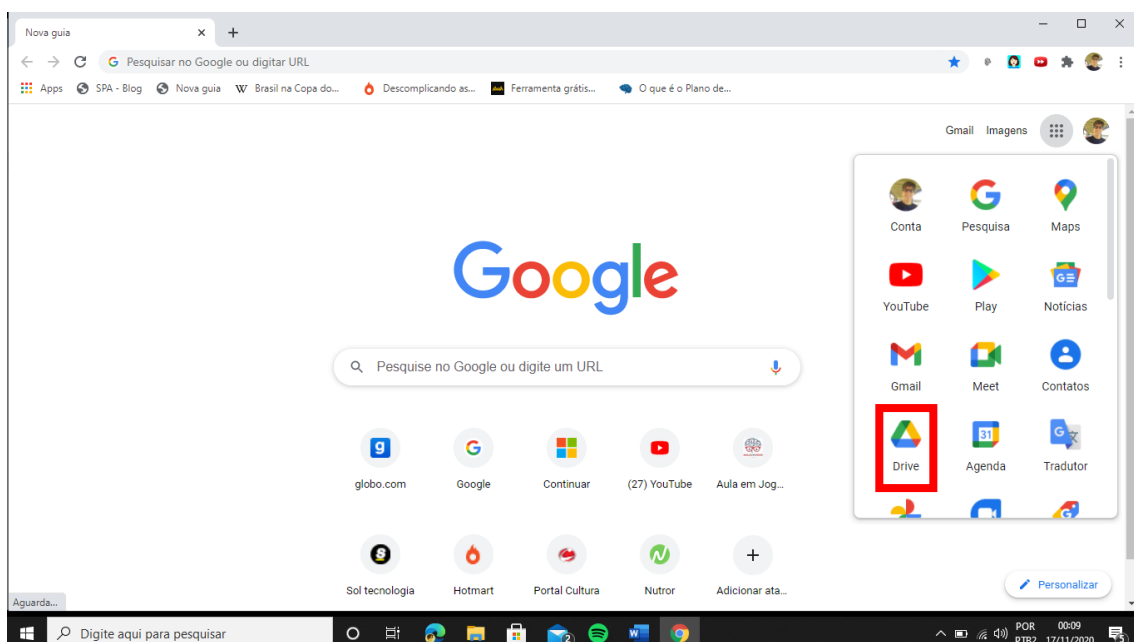 Nova guia
Pesquisar no Google ou digitar URL
Apps SPA - Blog Nova guia W Brasil na Copa do... Descomplicando as... Ferramenta grátis... O que é o Plano de...
Gmail Imagens
Conta Pesquisa Maps
YouTube Play Notícias
Gmail Meet Contatos
Drive Agenda Tradutor
31
Google
Pesquise no Google ou digite um URL
globo.com Google Continuar (27) YouTube Aula em Jog...
Sol tecnologia Hotmart Portal Cultura Nutror Adicionar ata...
Personalizar
Aguarda...
Digite aqui para pesquisar
POR 00:09
PTB2 17/11/2020